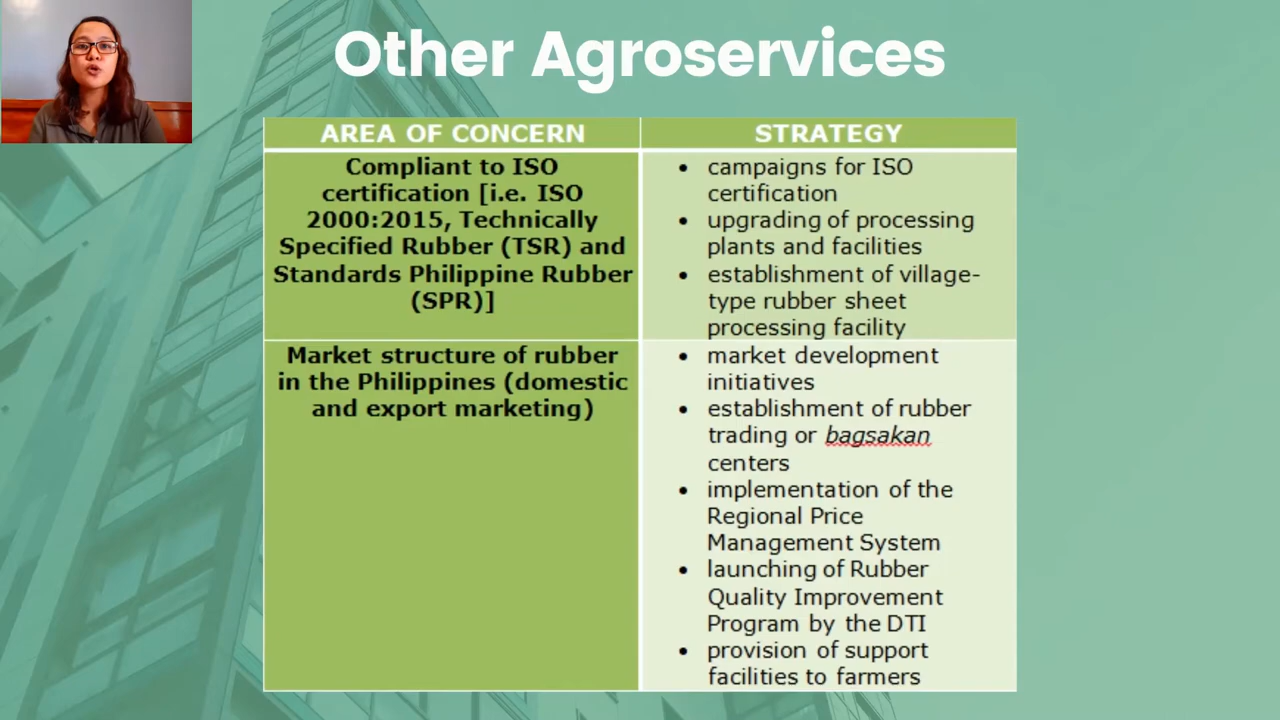 Other Agroservices
AREA OF CONCERN
STRATEGY
Compliant to ISO
certification [i.e. ISO
2000:2015, Technically
Specified Rubber (TSR) and
Standards Philippine Rubber
(SPR)]
• campaigns for ISO
certification
• upgrading of processing
plants and facilities
• establishment of village-
type rubber sheet
processing facility
Market structure of rubber
in the Philippines (domestic
and export marketing)
• market development
initiatives
• establishment of rubber
trading or bagsakan
centers
• implementation of the
Regional Price
Management System
• launching of Rubber
Quality Improvement
Program by the DTI
• provision of support
facilities to farmers